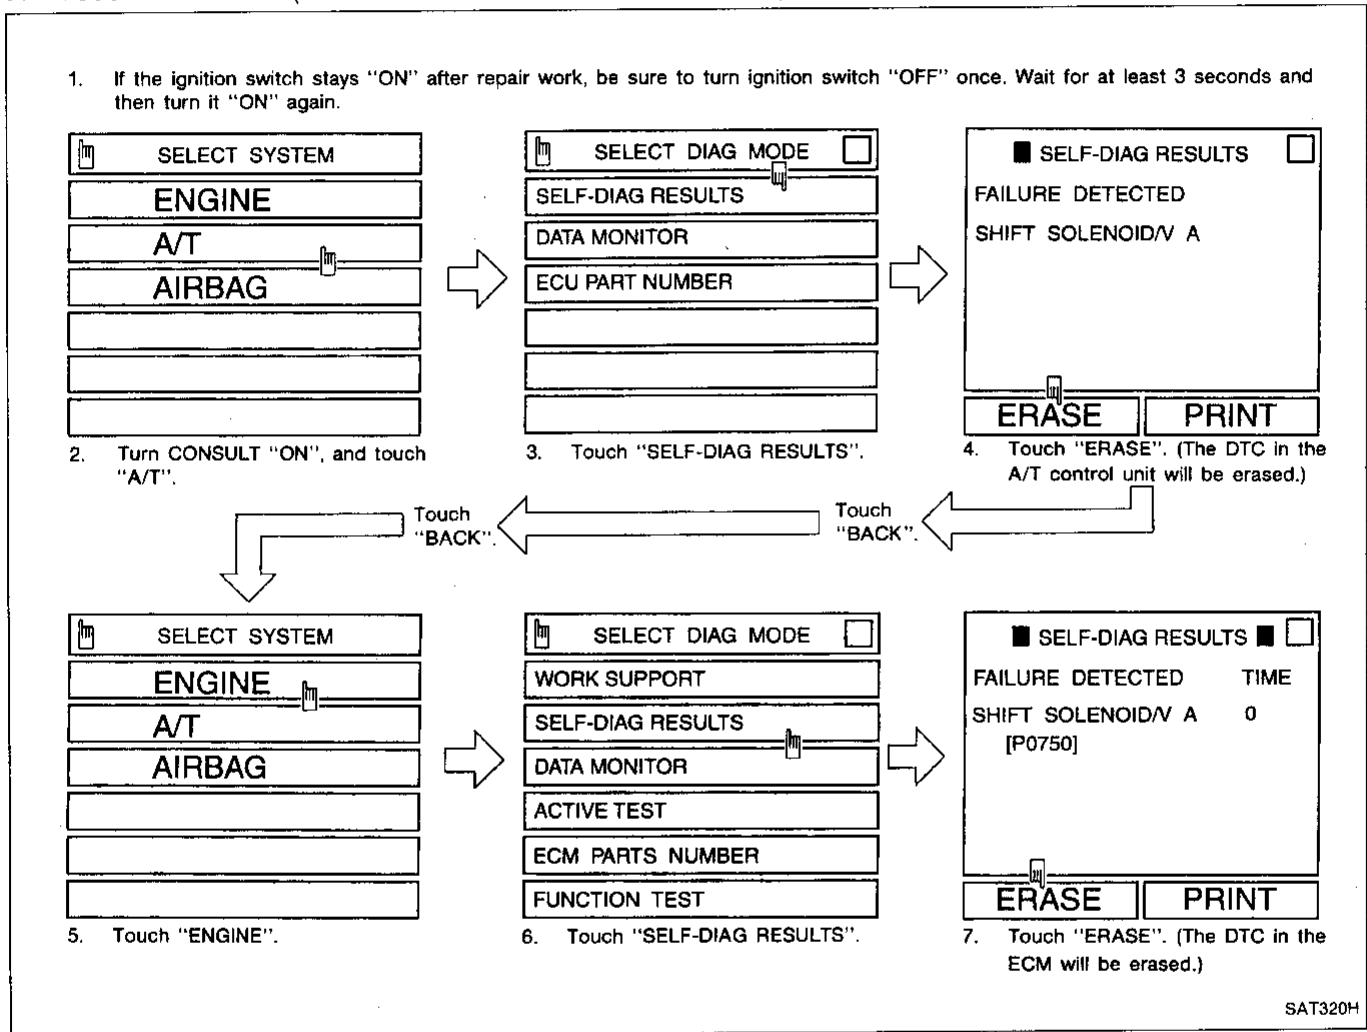 1. If the ignition switch stays "ON" after repair work, be sure to turn ignition switch "OFF" once. Wait for at least 3 seconds and
then turn it "ON" again.
SELECT SYSTEM
ENGINE
A/T
AIRBAG
2. Turn CONSULT "ON", and touch
"A/T".
SELECT DIAG MODE
SELF-DIAG RESULTS
DATA MONITOR
ECU PART NUMBER
3. Touch "SELF-DIAG RESULTS".
SELF-DIAG RESULTS
FAILURE DETECTED
SHIFT SOLENOID/V A
ERASE PRINT
4. Touch "ERASE". (The DTC in the
A/T control unit will be erased.)
Touch
"BACK".
Touch
"BACK".
SELECT SYSTEM
ENGINE
A/T
AIRBAG
5. Touch "ENGINE".
SELECT DIAG MODE
WORK SUPPORT
SELF-DIAG RESULTS
DATA MONITOR
ACTIVE TEST
ECM PARTS NUMBER
FUNCTION TEST
6. Touch "SELF-DIAG RESULTS".
SELF-DIAG RESULTS
FAILURE DETECTED TIME
SHIFT SOLENOID/V A 0
[P0750]
ERASE PRINT
7. Touch "ERASE". (The DTC in the
ECM will be erased.)
SAT320H